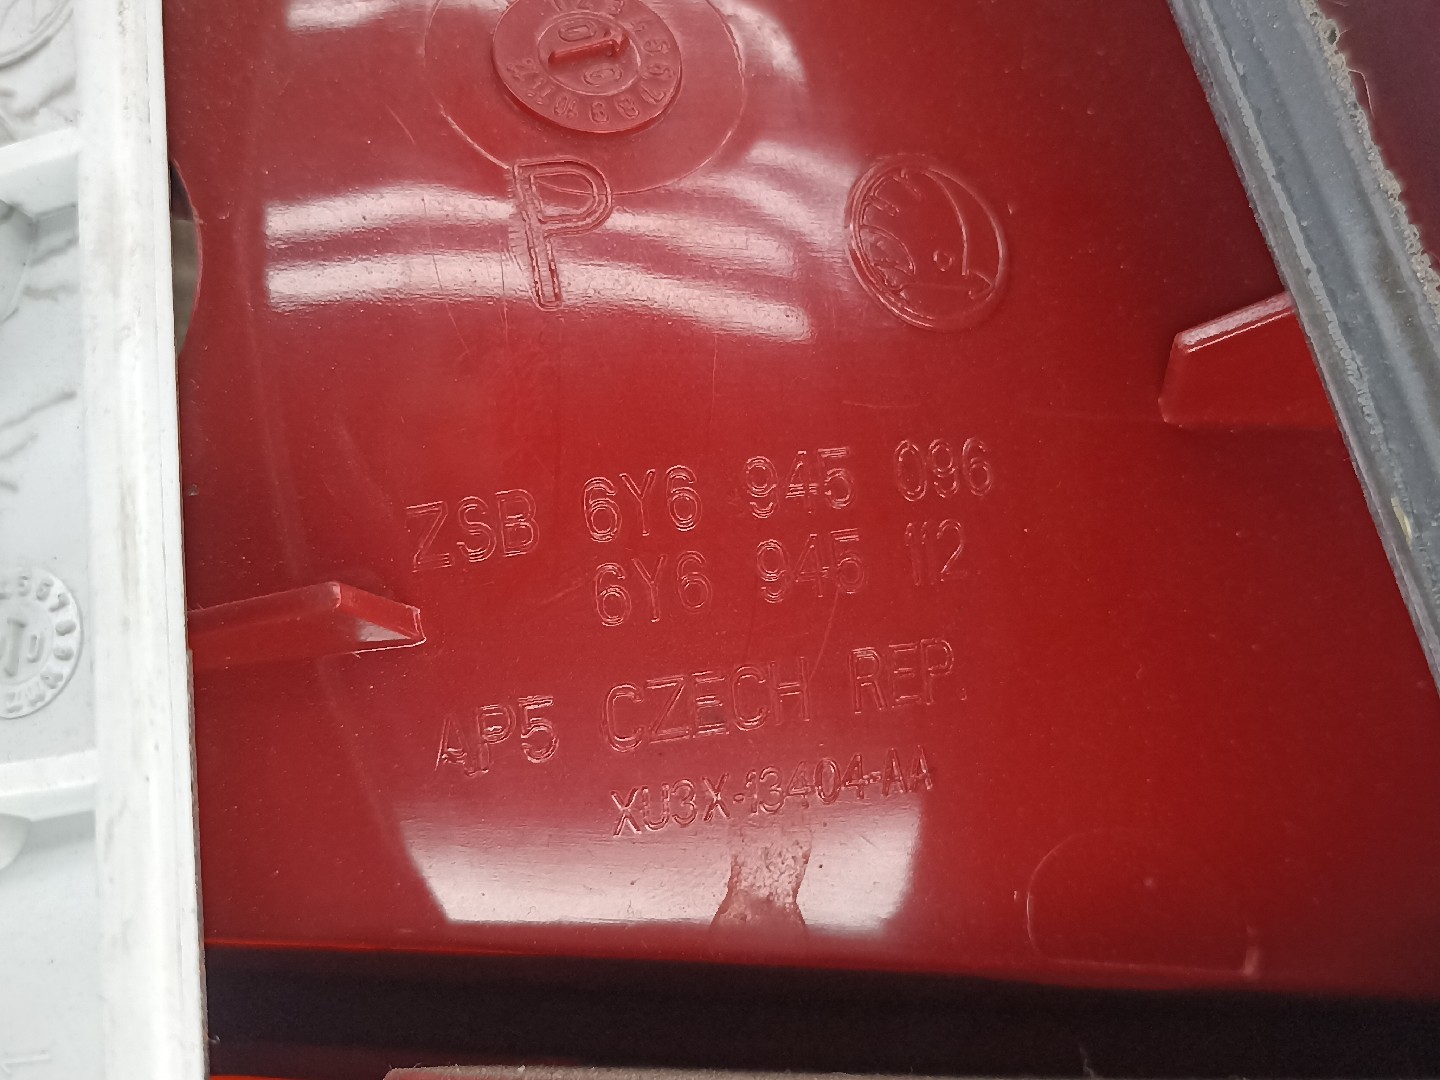 P
ZSB 6Y6 945 096
6Y6 945 112
AP5 CZECH REP.
XU3X-13404-AA